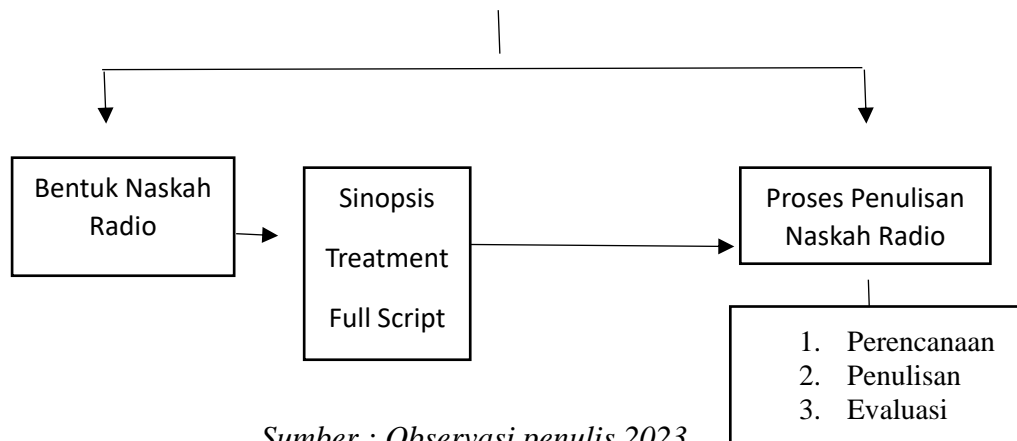 Bentuk Naskah
Radio
Sinopsis
Treatment
Full Script
Proses Penulisan
Naskah Radio
1. Perencanaan
2. Penulisan
3. Evaluasi
Sumber : Observasi penulis 2023